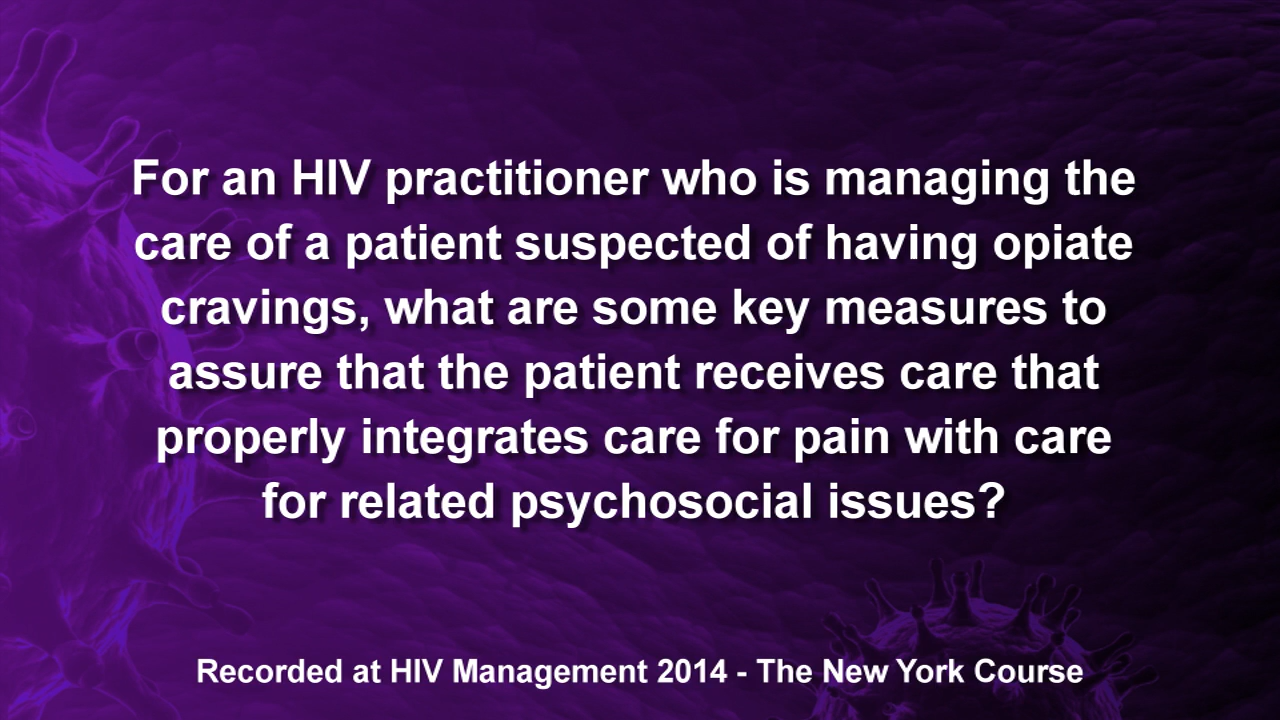 For an HIV practitioner who is managing the
care of a patient suspected of having opiate
cravings, what are some key measures to
assure that the patient receives care that
properly integrates care for pain with care
for related psychosocial issues?
Recorded at HIV Management 2014 - The New York Course